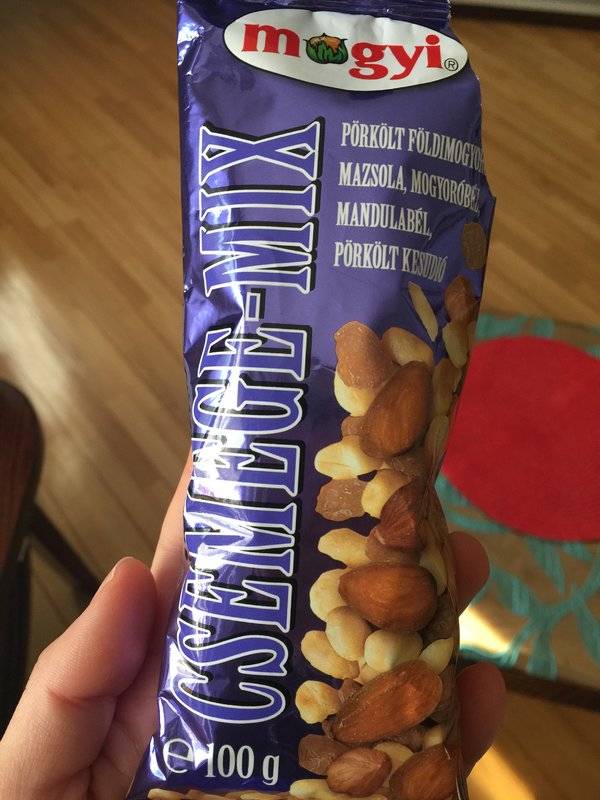 mogyi®
PÖRKÖLT
MAZSOLA, MOGYORÓBÉL,
MANDULABÉL,
PÖRKÖLT KESUDIÓ
CSEMEGE-MIX
℮ 100 g